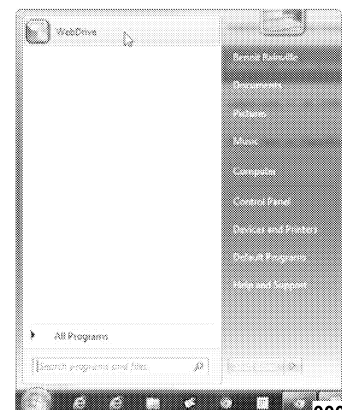 WebDrive
Benoit Rainville
Documents
Pictures
Music
Computer
Control Panel
Devices and Printers
Default Programs
Help and Support
All Programs
Search programs and files